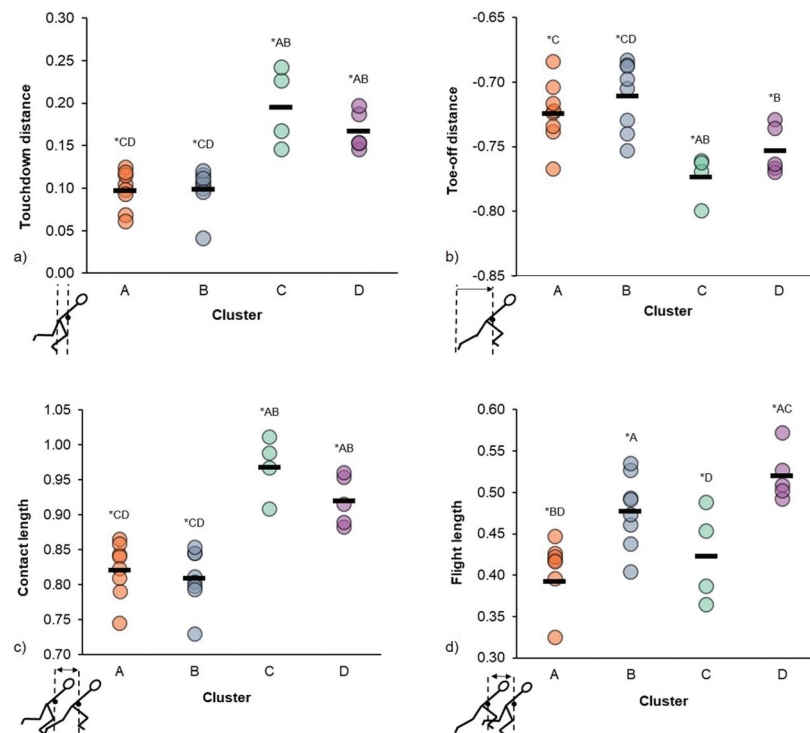 a)
Touchdown distance
0.30
0.25
0.20
0.15
0.10
0.05
0.00
*CD
*CD
*AB
*AB
A B C D
Cluster
b)
Toe-off distance
-0.65
-0.70
-0.75
-0.80
-0.85
*C
*CD
*AB
*B
A B C D
Cluster
c)
Contact length
1.05
1.00
0.95
0.90
0.85
0.80
0.75
0.70
*CD
*CD
*AB
*AB
A B C D
Cluster
d)
Flight length
0.60
0.55
0.50
0.45
0.40
0.35
0.30
*BD
*A
*D
*AC
A B C D
Cluster